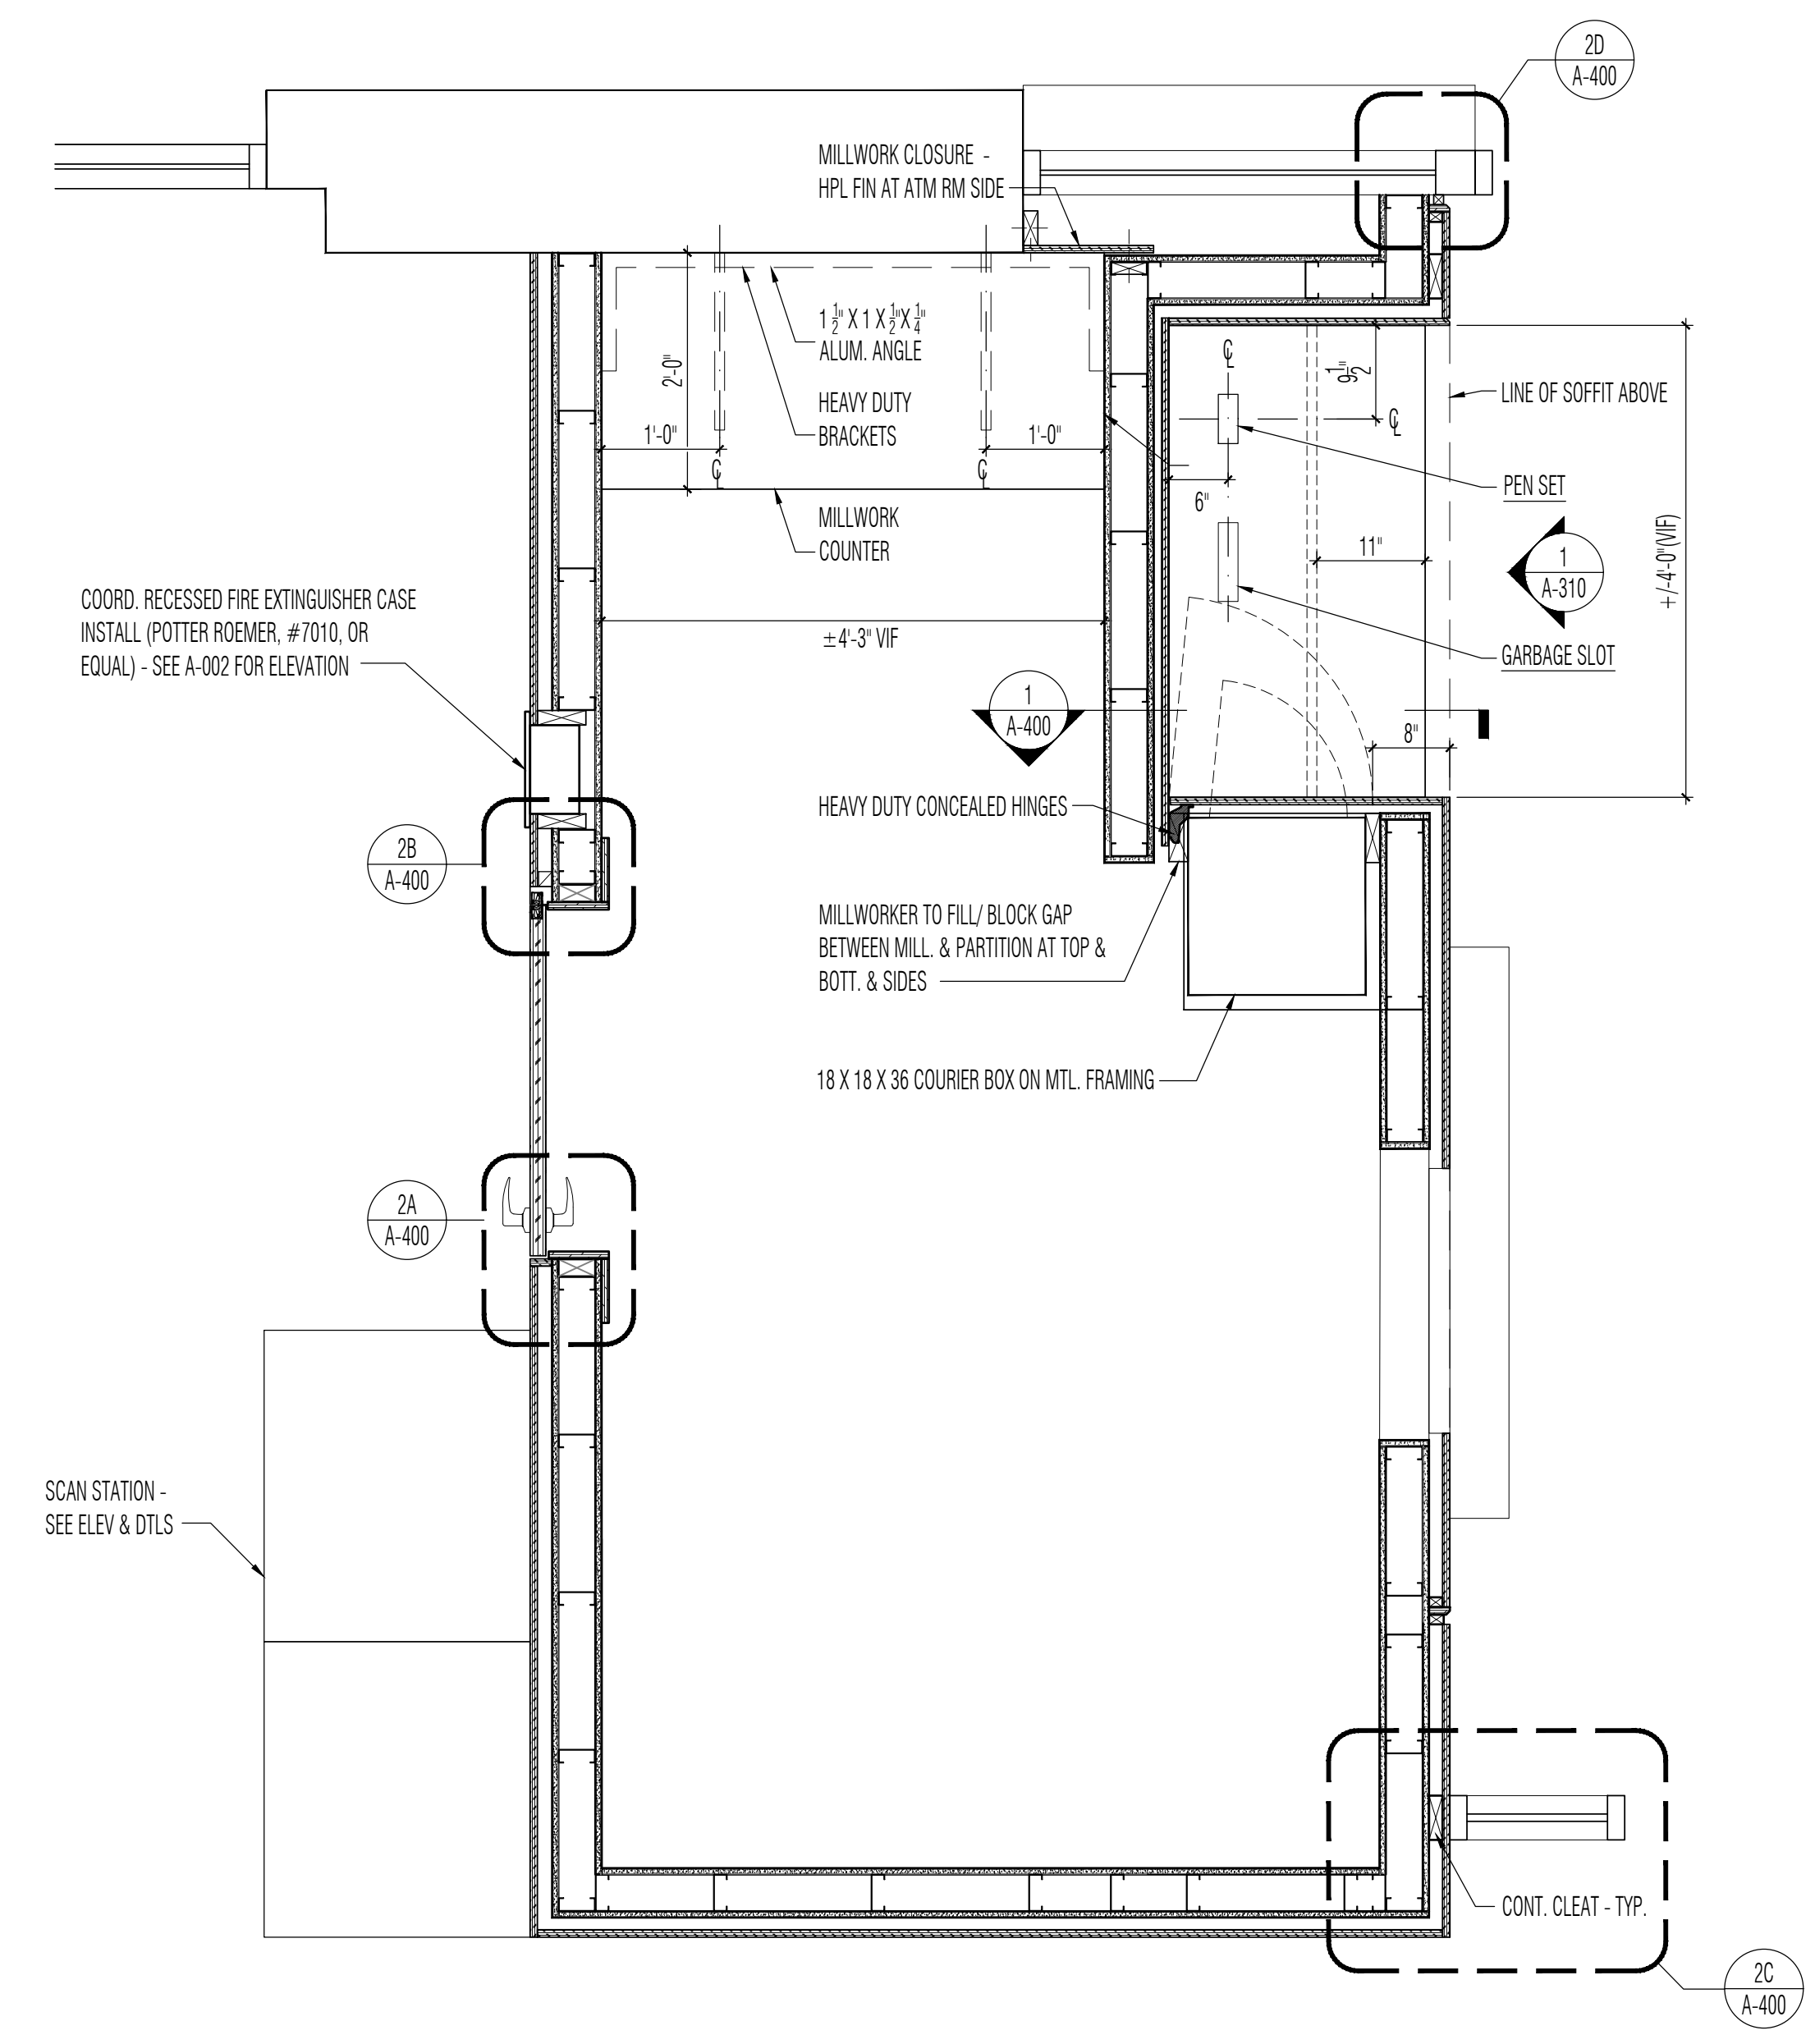 2D
A-400
MILLWORK CLOSURE -
HPL FIN AT ATM RM SIDE
1 1/2" X 1 X 1/2"X 1/4"
ALUM. ANGLE
2'-0"
HEAVY DUTY
BRACKETS
1'-0"
1'-0"
℄
℄
℄
℄
9 1/2"
LINE OF SOFFIT ABOVE
6"
PEN SET
MILLWORK
COUNTER
11"
1
A-310
+/-4'-0"(VIF)
COORD. RECESSED FIRE EXTINGUISHER CASE
INSTALL (POTTER ROEMER, #7010, OR
EQUAL) - SEE A-002 FOR ELEVATION
±4'-3" VIF
GARBAGE SLOT
1
A-400
8"
HEAVY DUTY CONCEALED HINGES
2B
A-400
MILLWORKER TO FILL/ BLOCK GAP
BETWEEN MILL. & PARTITION AT TOP &
BOTT. & SIDES
18 X 18 X 36 COURIER BOX ON MTL. FRAMING
2A
A-400
SCAN STATION -
SEE ELEV & DTLS
CONT. CLEAT - TYP.
2C
A-400